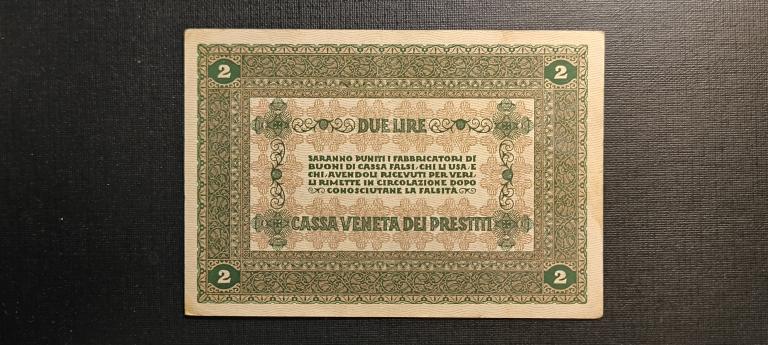 2 2
DUE LIRE
SARANNO PUNITI I FABBRICATORI DI
BUONI DI CASSA FALSI, CHI LI USA, E
CHI, AVENDOLI RICEVUTI PER VERI,
LI RIMETTE IN CIRCOLAZIONE DOPO
CONOSCIUTANE LA FALSITÀ
CASSA VENETA DEI PRESTITI
2 2